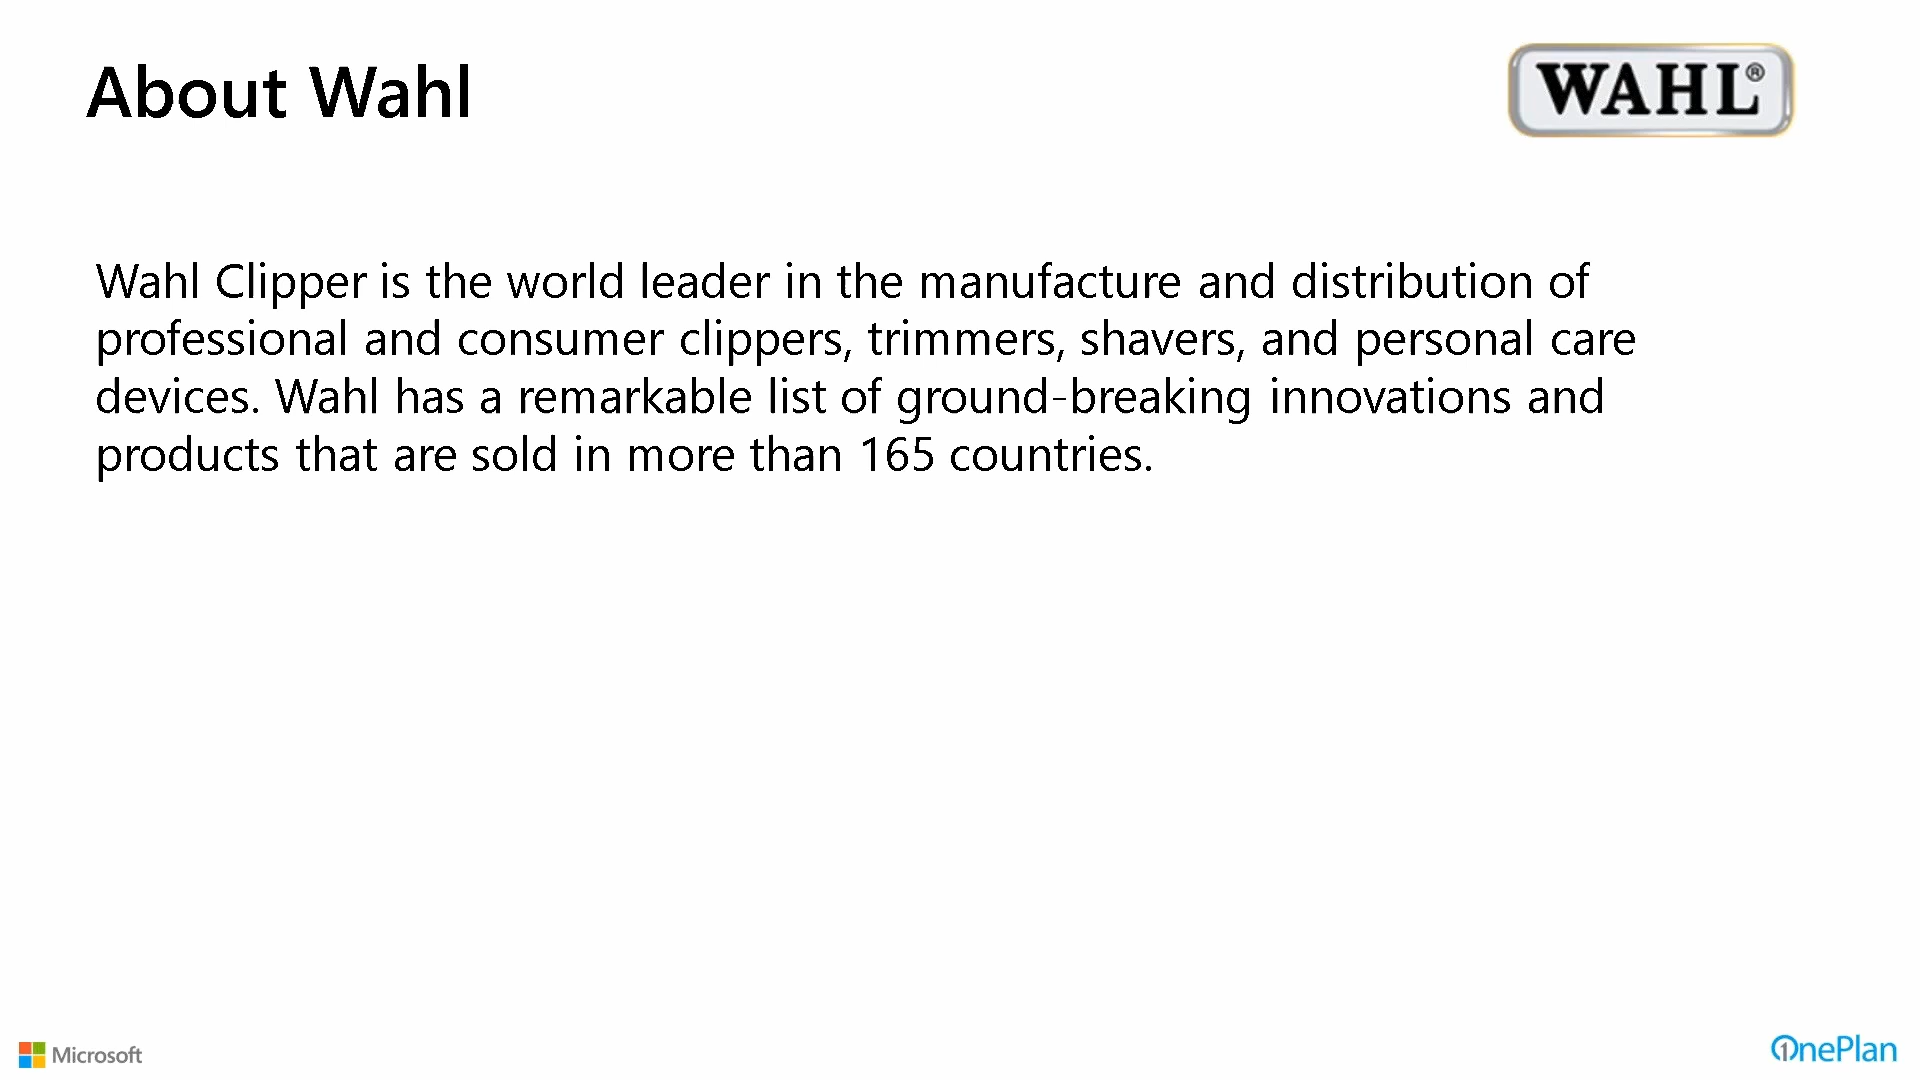 About Wahl
WAHL®
Wahl Clipper is the world leader in the manufacture and distribution of
professional and consumer clippers, trimmers, shavers, and personal care
devices. Wahl has a remarkable list of ground-breaking innovations and
products that are sold in more than 165 countries.
Microsoft
OnePlan